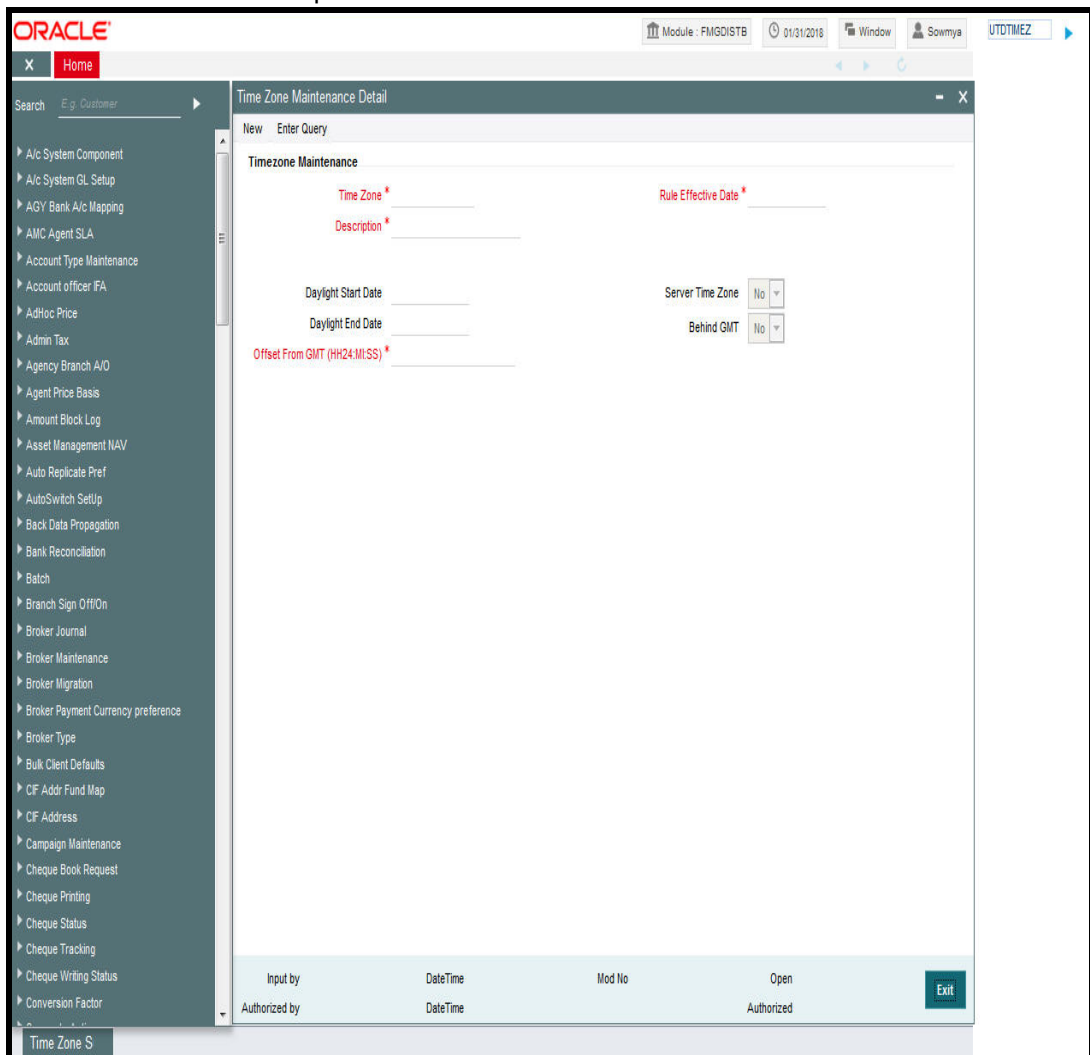 ORACLE
Module : FMGDISTB 01/31/2018 Window Sowmya UTDTIMEZ
X Home
Search E.g. Customer
Time Zone Maintenance Detail - X
New Enter Query
Timezone Maintenance
Time Zone * Rule Effective Date *
Description *
Daylight Start Date Server Time Zone No
Daylight End Date Behind GMT No
Offset From GMT (HH24:MI:SS) *
A/c System Component
A/c System GL Setup
AGY Bank A/c Mapping
AMC Agent SLA
Account Type Maintenance
Account officer IFA
AdHoc Price
Admin Tax
Agency Branch A/O
Agent Price Basis
Amount Block Log
Asset Management NAV
Auto Replicate Pref
AutoSwitch SetUp
Back Data Propagation
Bank Reconciliation
Batch
Branch Sign Off/On
Broker Journal
Broker Maintenance
Broker Migration
Broker Payment Currency preference
Broker Type
Bulk Client Defaults
CIF Addr Fund Map
CIF Address
Campaign Maintenance
Cheque Book Request
Cheque Printing
Cheque Status
Cheque Tracking
Cheque Writing Status
Conversion Factor
Input by DateTime Mod No Open
Authorized by DateTime Authorized
Exit
Time Zone S